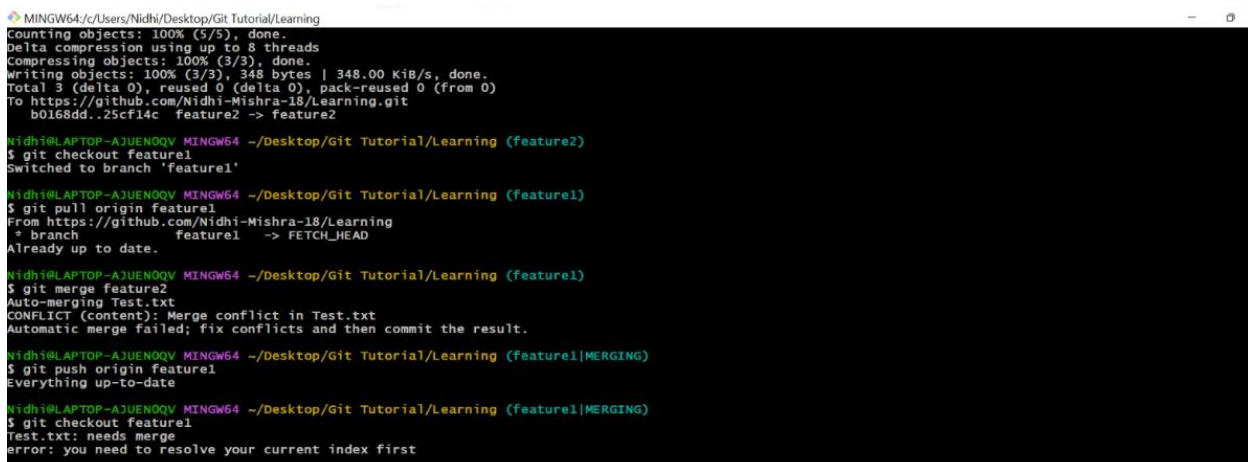 MINGW64:/c/Users/Nidhi/Desktop/Git Tutorial/Learning
Counting objects: 100% (5/5), done.
Delta compression using up to 8 threads
Compressing objects: 100% (3/3), done.
Writing objects: 100% (3/3), 348 bytes | 348.00 KiB/s, done.
Total 3 (delta 0), reused 0 (delta 0), pack-reused 0 (from 0)
To https://github.com/Nidhi-Mishra-18/Learning.git
   b0168dd..25cf14c  feature2 -> feature2
Nidhi@LAPTOP-AJUENOQV MINGW64 ~/Desktop/Git Tutorial/Learning (feature2)
$ git checkout feature1
Switched to branch 'feature1'
Nidhi@LAPTOP-AJUENOQV MINGW64 ~/Desktop/Git Tutorial/Learning (feature1)
$ git pull origin feature1
From https://github.com/Nidhi-Mishra-18/Learning
 * branch            feature1   -> FETCH_HEAD
Already up to date.
Nidhi@LAPTOP-AJUENOQV MINGW64 ~/Desktop/Git Tutorial/Learning (feature1)
$ git merge feature2
Auto-merging Test.txt
CONFLICT (content): Merge conflict in Test.txt
Automatic merge failed; fix conflicts and then commit the result.
Nidhi@LAPTOP-AJUENOQV MINGW64 ~/Desktop/Git Tutorial/Learning (feature1|MERGING)
$ git push origin feature1
Everything up-to-date
Nidhi@LAPTOP-AJUENOQV MINGW64 ~/Desktop/Git Tutorial/Learning (feature1|MERGING)
$ git checkout feature1
Test.txt: needs merge
error: you need to resolve your current index first